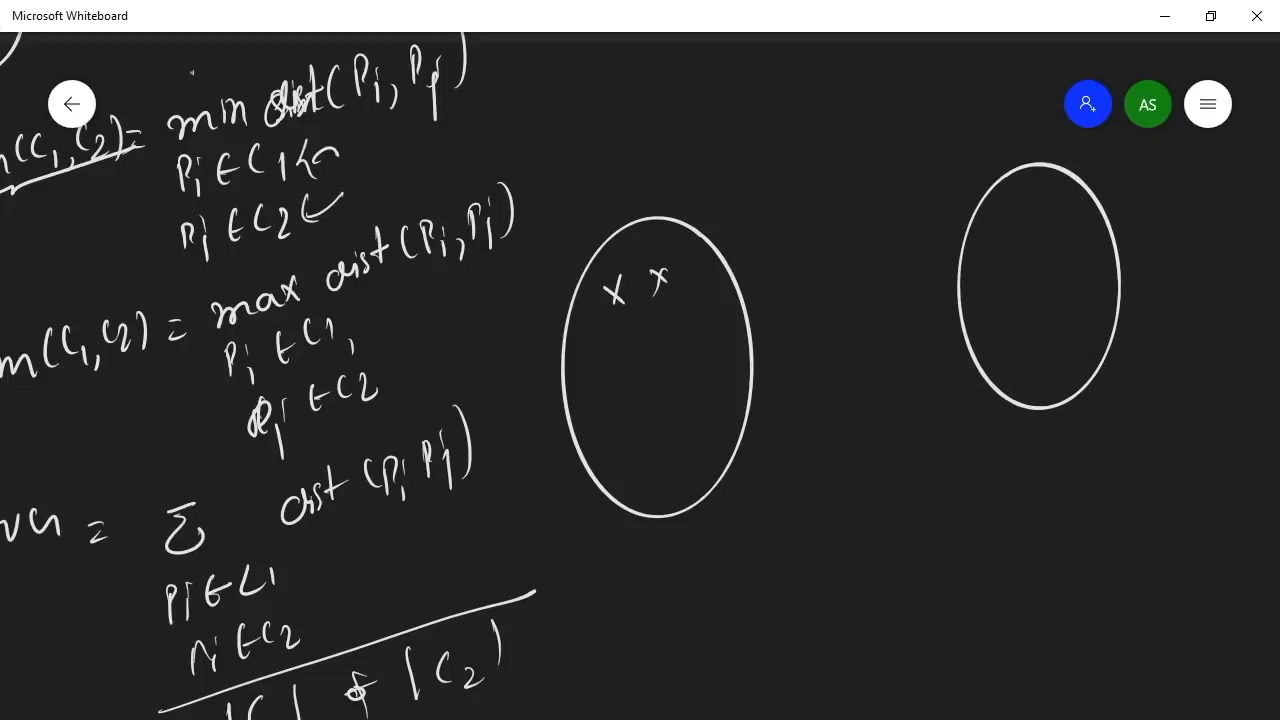 Microsoft Whiteboard
AS
(C1, C2) = min dist(Pi, Pj)
Pi ∈ C1
Pj ∈ C2
m(C1, C2) = max dist(Pi, Pj)
Pi ∈ C1,
Pj ∈ C2
= Σ dist(Pi Pj)
Pi ∈ C1
Pj ∈ C2
|C1| * |C2|
x x